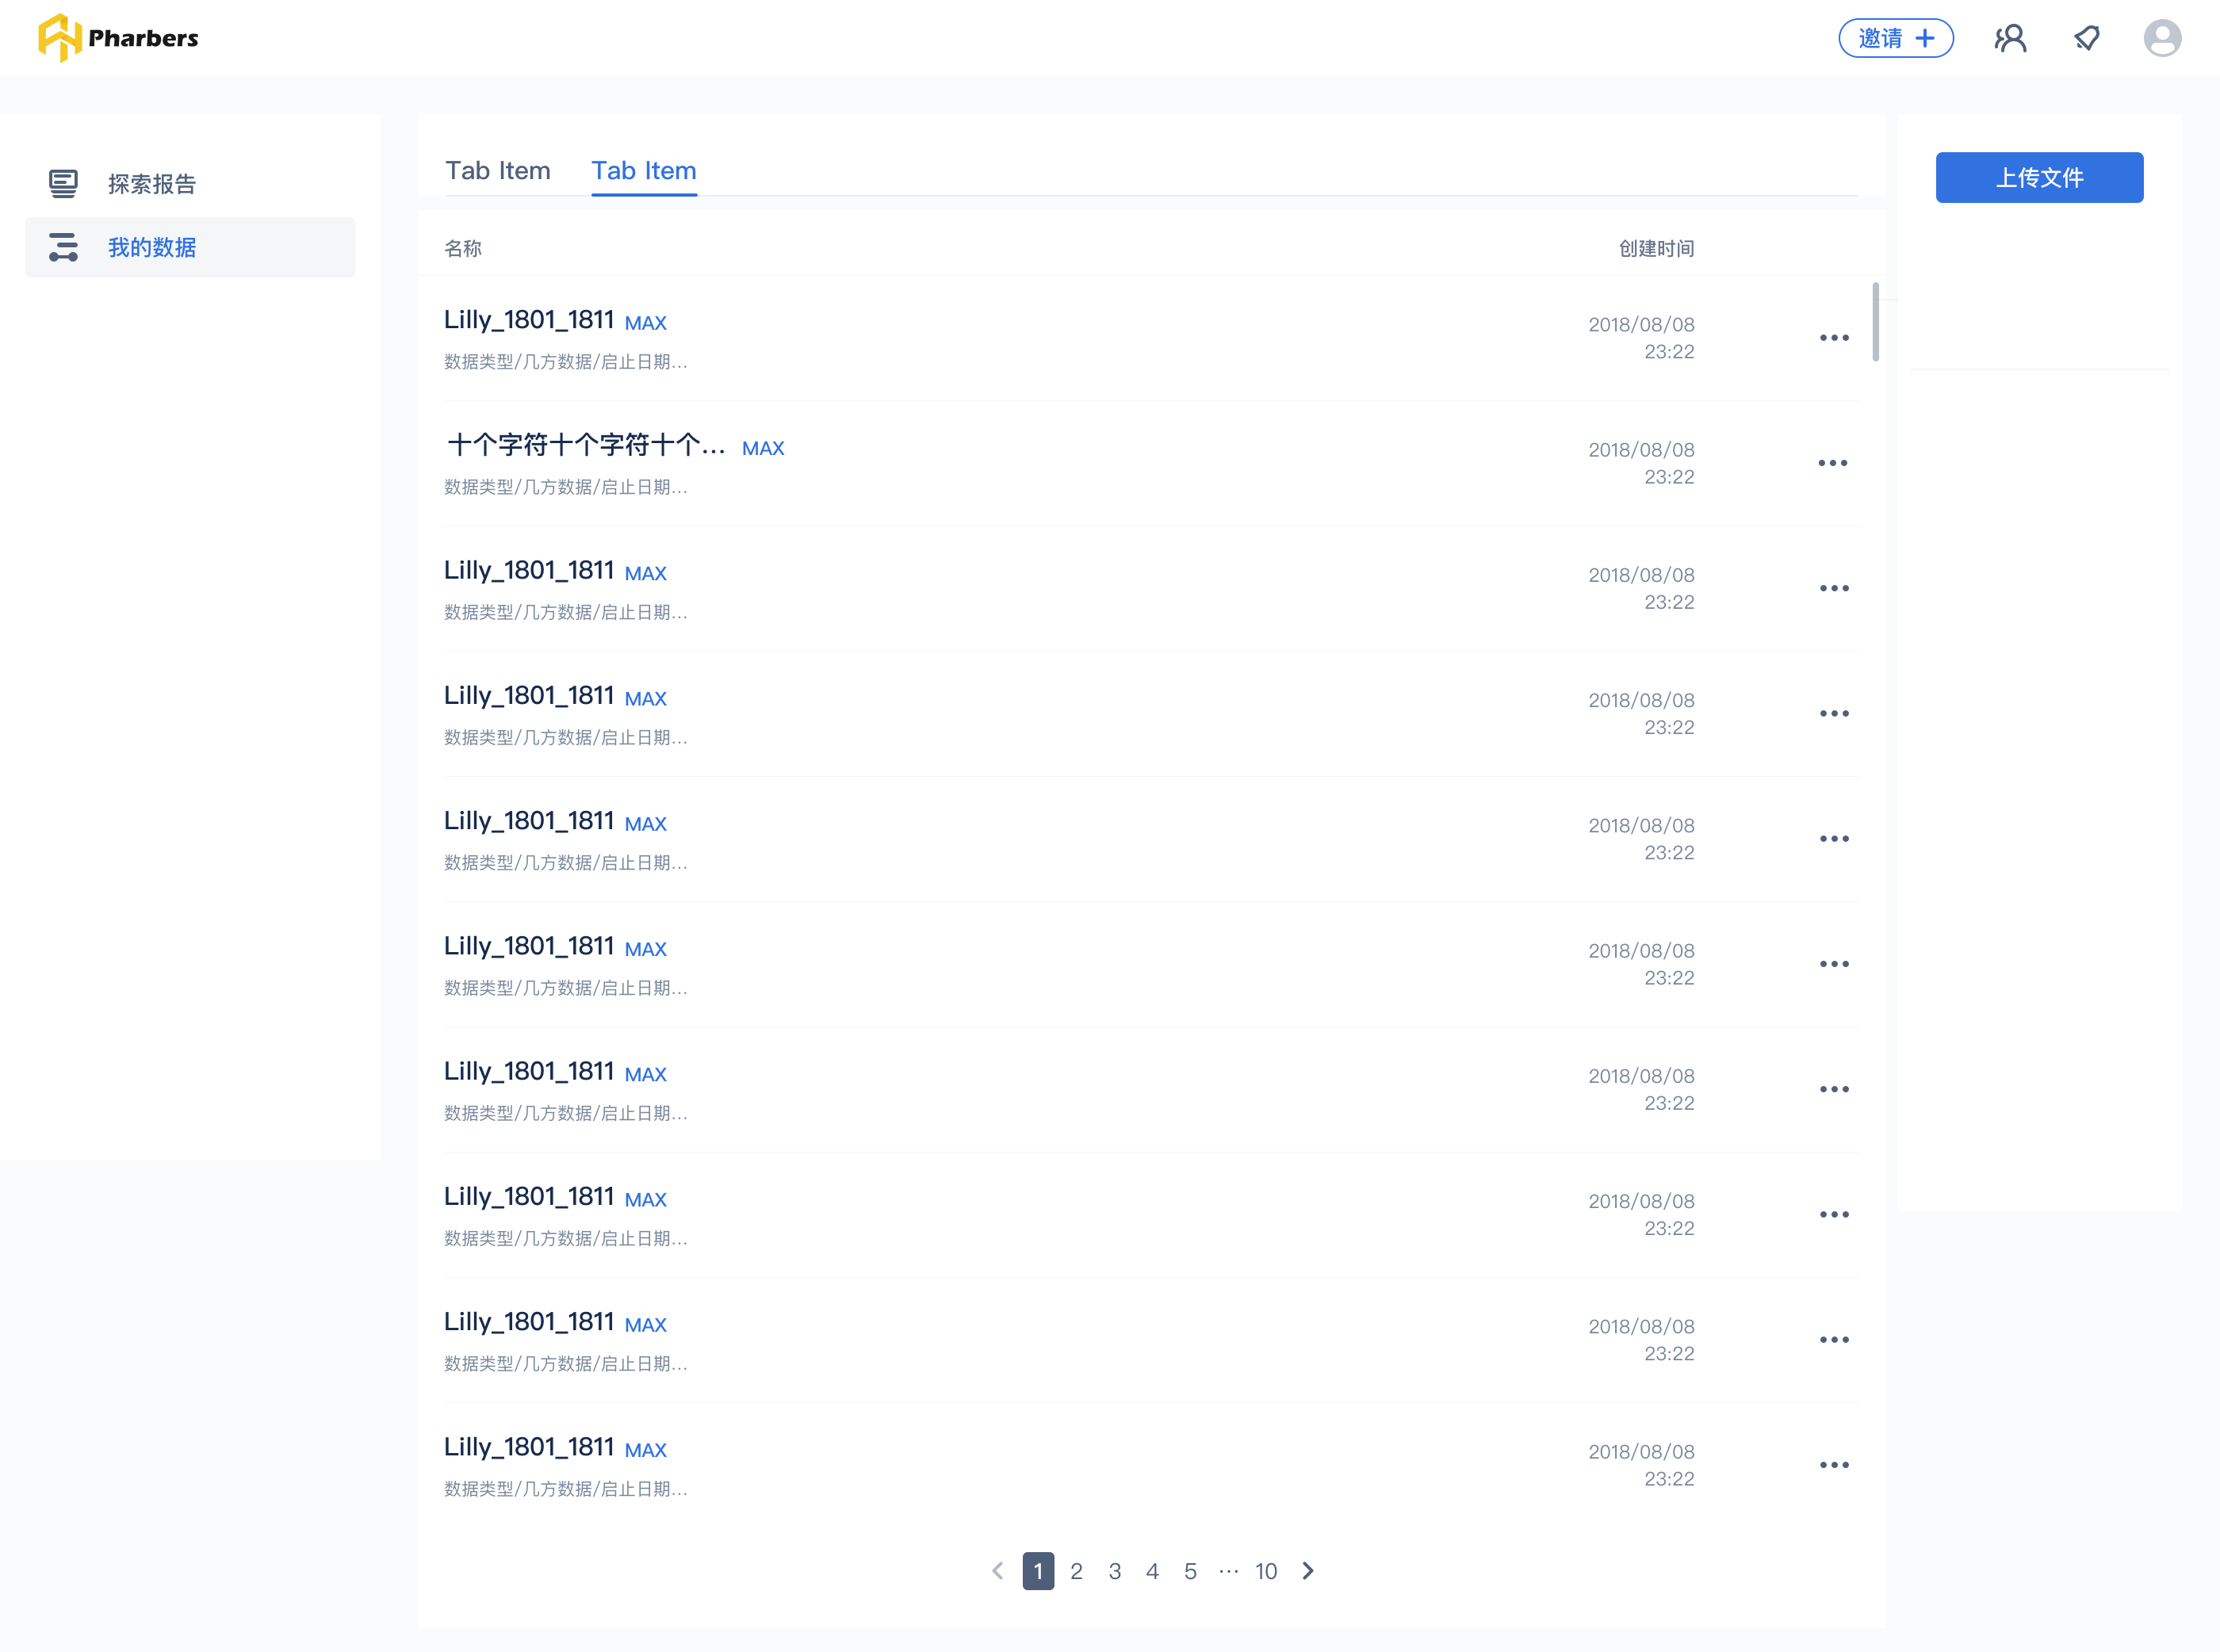 Pharbers
邀请
探索报告
我的数据
Tab Item
Tab Item
上传文件
名称
创建时间
Lilly_1801_1811 MAX
数据类型/几方数据/启止日期...
2018/08/08
23:22
十个字符十个字符十个... MAX
数据类型/几方数据/启止日期...
2018/08/08
23:22
Lilly_1801_1811 MAX
数据类型/几方数据/启止日期...
2018/08/08
23:22
Lilly_1801_1811 MAX
数据类型/几方数据/启止日期...
2018/08/08
23:22
Lilly_1801_1811 MAX
数据类型/几方数据/启止日期...
2018/08/08
23:22
Lilly_1801_1811 MAX
数据类型/几方数据/启止日期...
2018/08/08
23:22
Lilly_1801_1811 MAX
数据类型/几方数据/启止日期...
2018/08/08
23:22
Lilly_1801_1811 MAX
数据类型/几方数据/启止日期...
2018/08/08
23:22
Lilly_1801_1811 MAX
数据类型/几方数据/启止日期...
2018/08/08
23:22
Lilly_1801_1811 MAX
数据类型/几方数据/启止日期...
2018/08/08
23:22
1 2 3 4 5 ··· 10